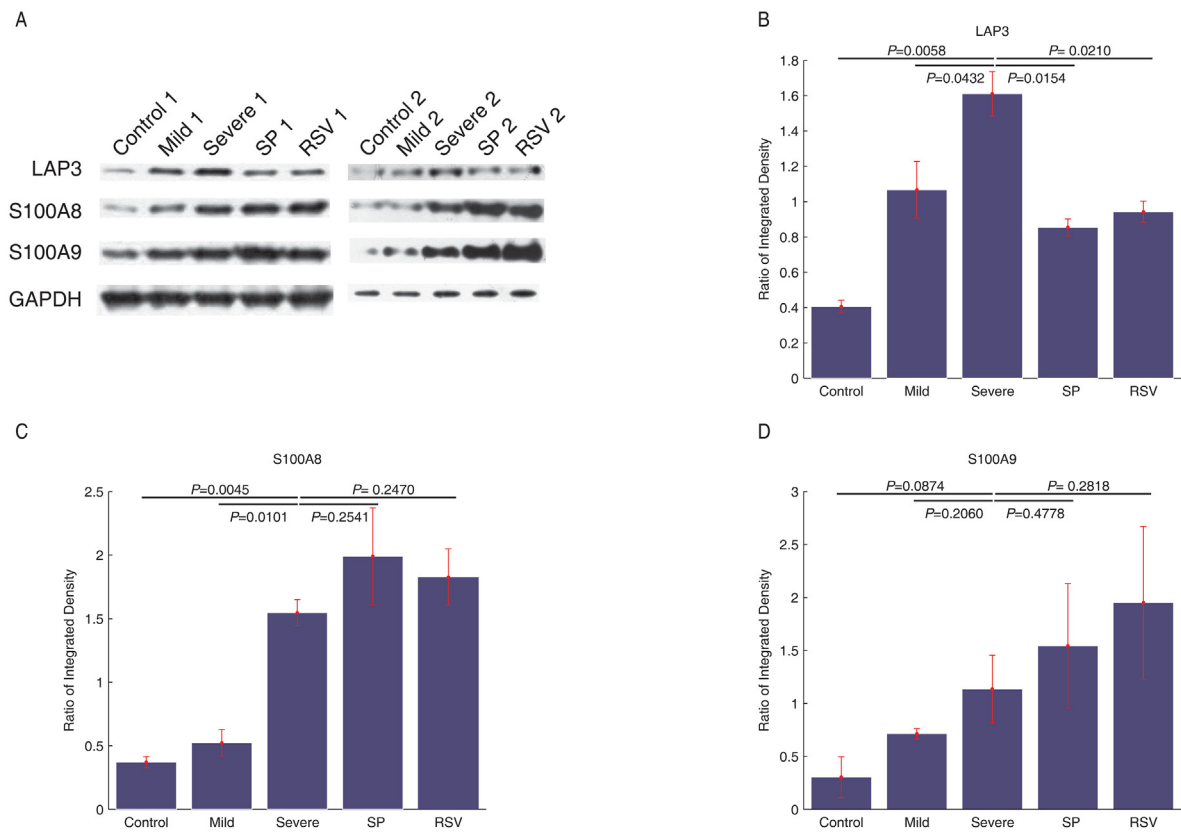 A
Control 1
Mild 1
Severe 1
SP 1
RSV 1
Control 2
Mild 2
Severe 2
SP 2
RSV 2
LAP3
S100A8
S100A9
GAPDH
B
LAP3
P=0.0058
P= 0.0210
P=0.0432
P=0.0154
Ratio of Integrated Density
1.8
1.6
1.4
1.2
1
0.8
0.6
0.4
0.2
0
Control
Mild
Severe
SP
RSV
C
S100A8
P=0.0045
P= 0.2470
P=0.0101
P=0.2541
Ratio of Integrated Density
2.5
2
1.5
1
0.5
0
Control
Mild
Severe
SP
RSV
D
S100A9
P=0.0874
P= 0.2818
P=0.2060
P=0.4778
Ratio of Integrated Density
3
2.5
2
1.5
1
0.5
0
Control
Mild
Severe
SP
RSV